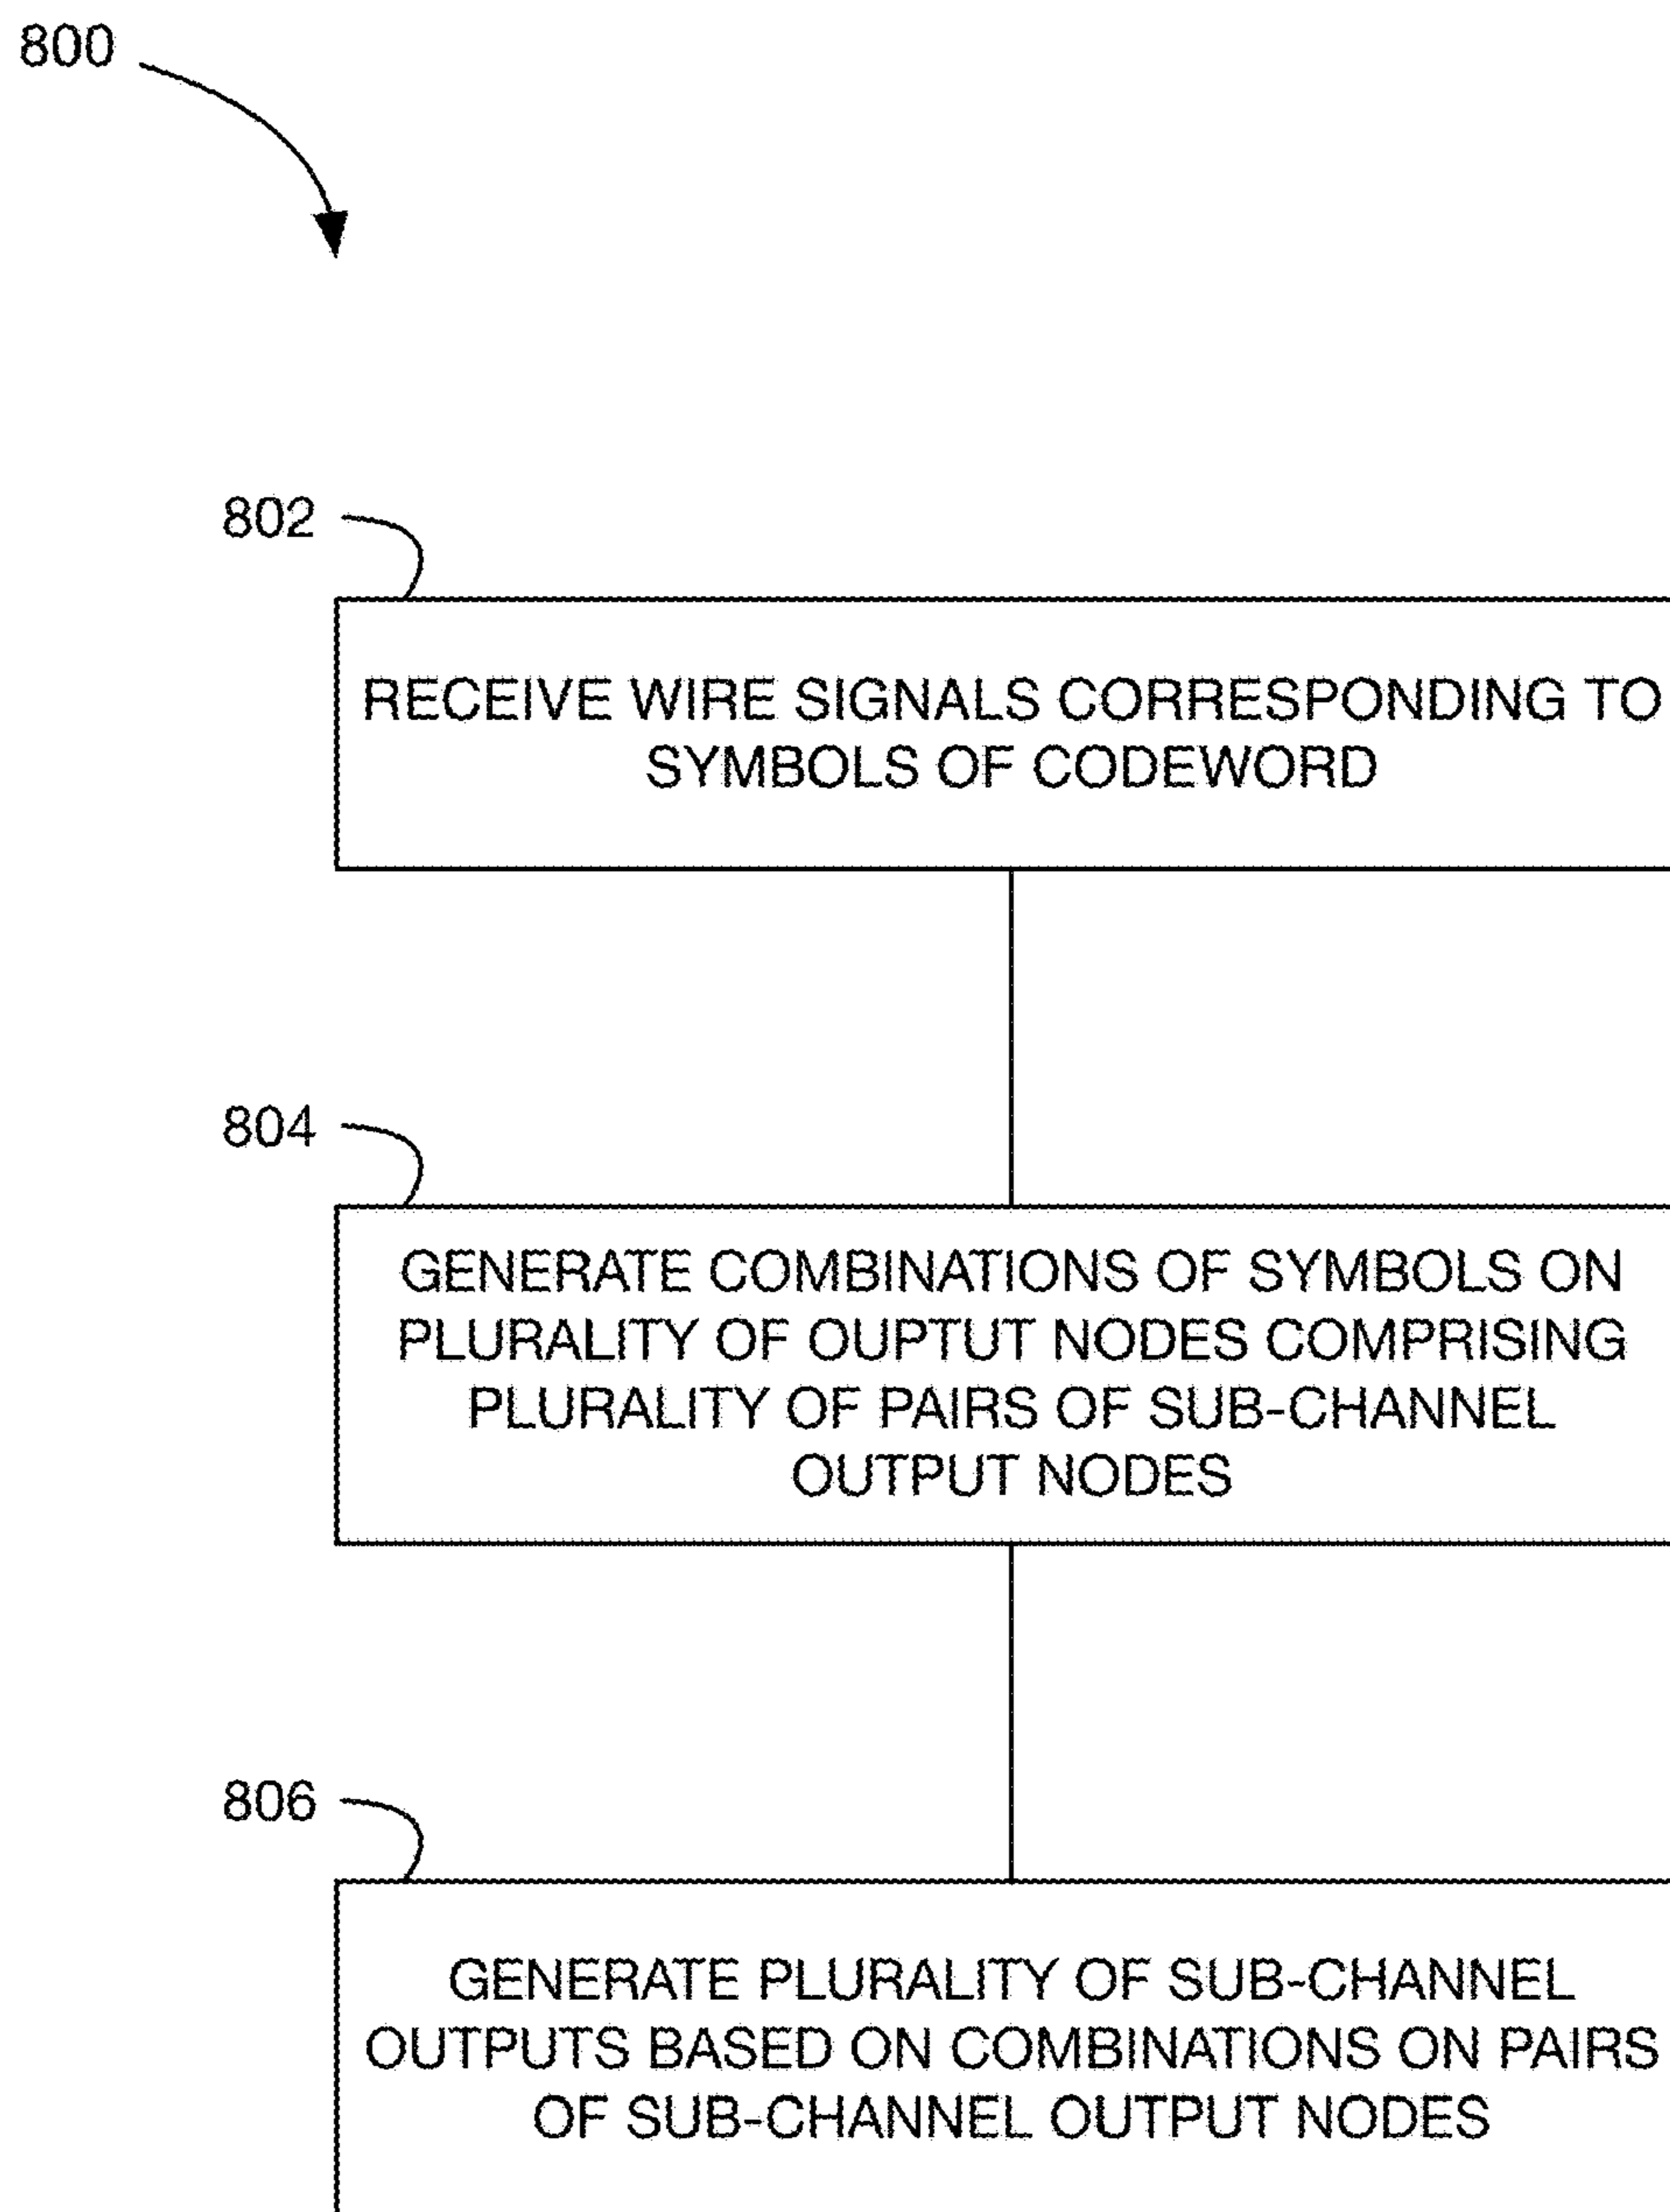 800
802
RECEIVE WIRE SIGNALS CORRESPONDING TO
SYMBOLS OF CODEWORD
804
GENERATE COMBINATIONS OF SYMBOLS ON
PLURALITY OF OUPTUT NODES COMPRISING
PLURALITY OF PAIRS OF SUB-CHANNEL
OUTPUT NODES
806
GENERATE PLURALITY OF SUB-CHANNEL
OUTPUTS BASED ON COMBINATIONS ON PAIRS
OF SUB-CHANNEL OUTPUT NODES